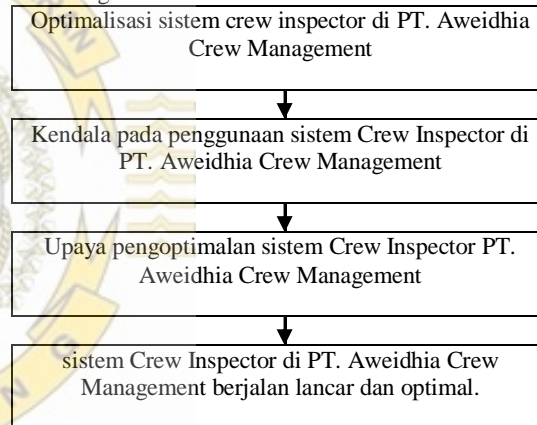 Optimalisasi sistem crew inspector di PT. Aweidhia
Crew Management
Kendala pada penggunaan sistem Crew Inspector di
PT. Aweidhia Crew Management
Upaya pengoptimalan sistem Crew Inspector PT.
Aweidhia Crew Management
sistem Crew Inspector di PT. Aweidhia Crew
Management berjalan lancar dan optimal.